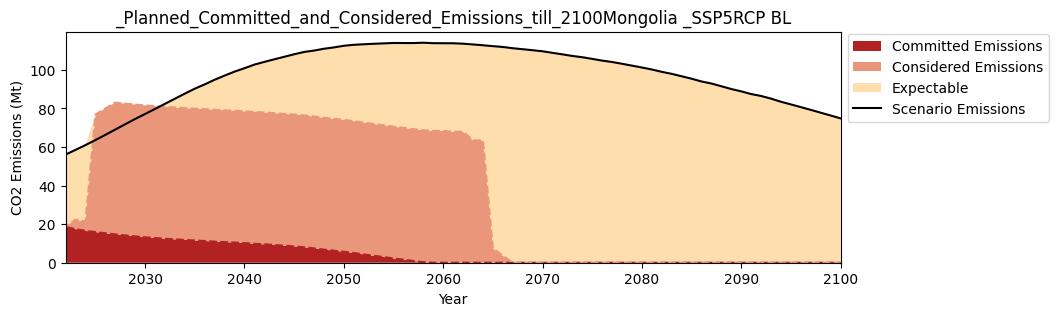 _Planned_Committed_and_Considered_Emissions_till_2100Mongolia _SSP5RCP BL
CO2 Emissions (Mt)
100
80
60
40
20
0
2030 2040 2050 2060 2070 2080 2090 2100
Year
Committed Emissions
Considered Emissions
Expectable
Scenario Emissions